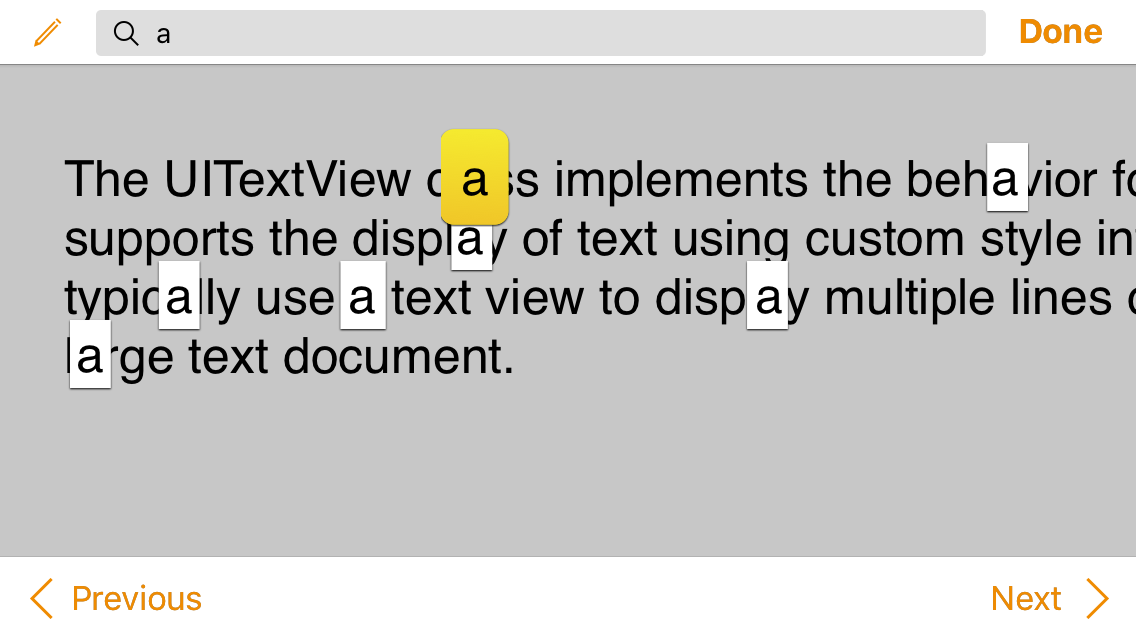 a
Done
The UITextView class implements the behavior fo
supports the display of text using custom style in
typically use a text view to display multiple lines
large text document.
Previous
Next